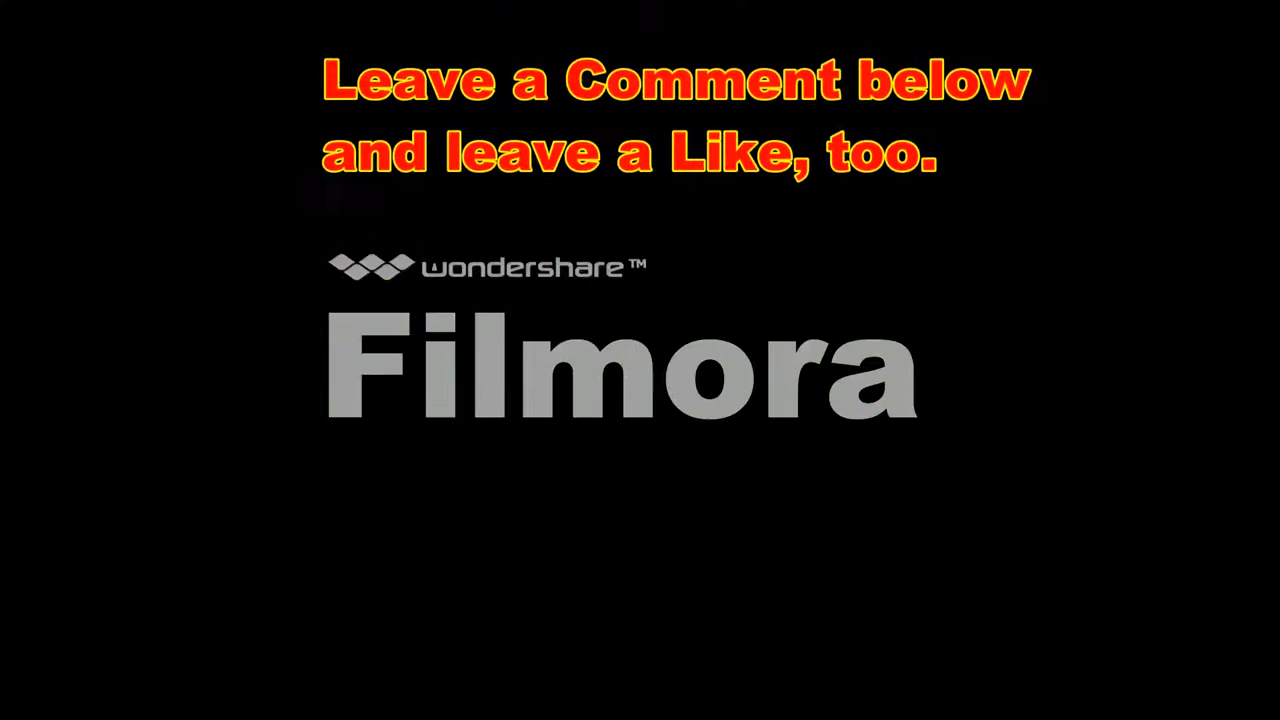 Leave a Comment below
and leave a Like, too.
wondershare™
Filmora